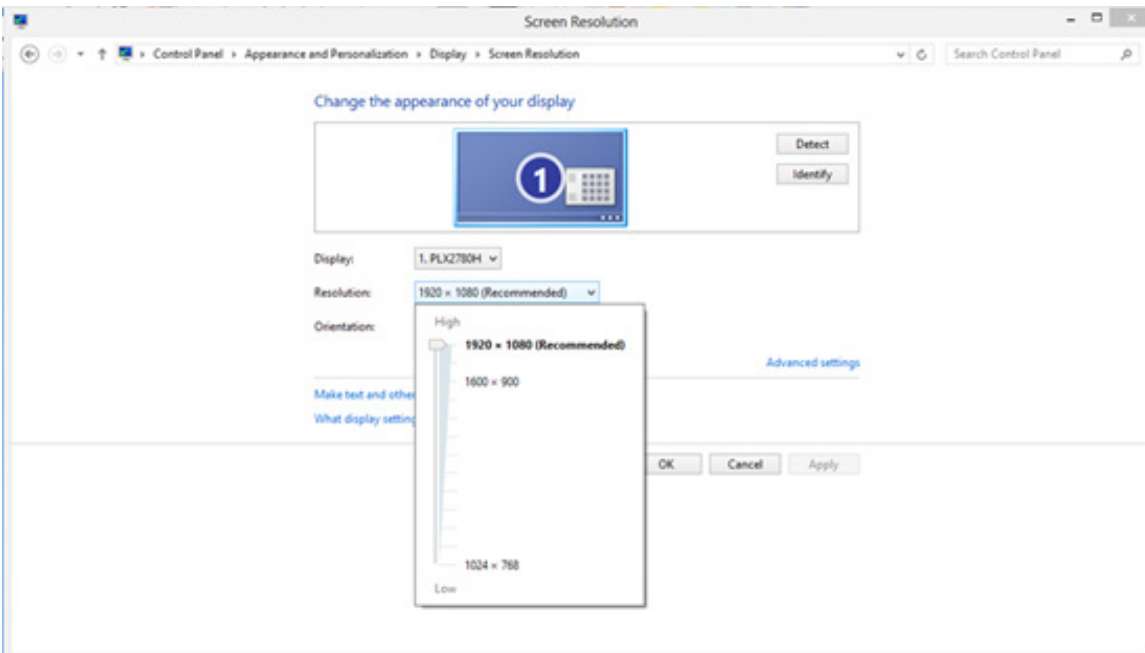 Screen Resolution
Control Panel Appearance and Personalization Display Screen Resolution
Search Control Panel
Change the appearance of your display
1
Detect
Identify
Display: 1. PLX2780H
Resolution: 1920 × 1080 (Recommended)
Orientation:
High
1920 × 1080 (Recommended)
1600 × 900
1024 × 768
Low
Advanced settings
Make text and other
What display setting
OK Cancel Apply